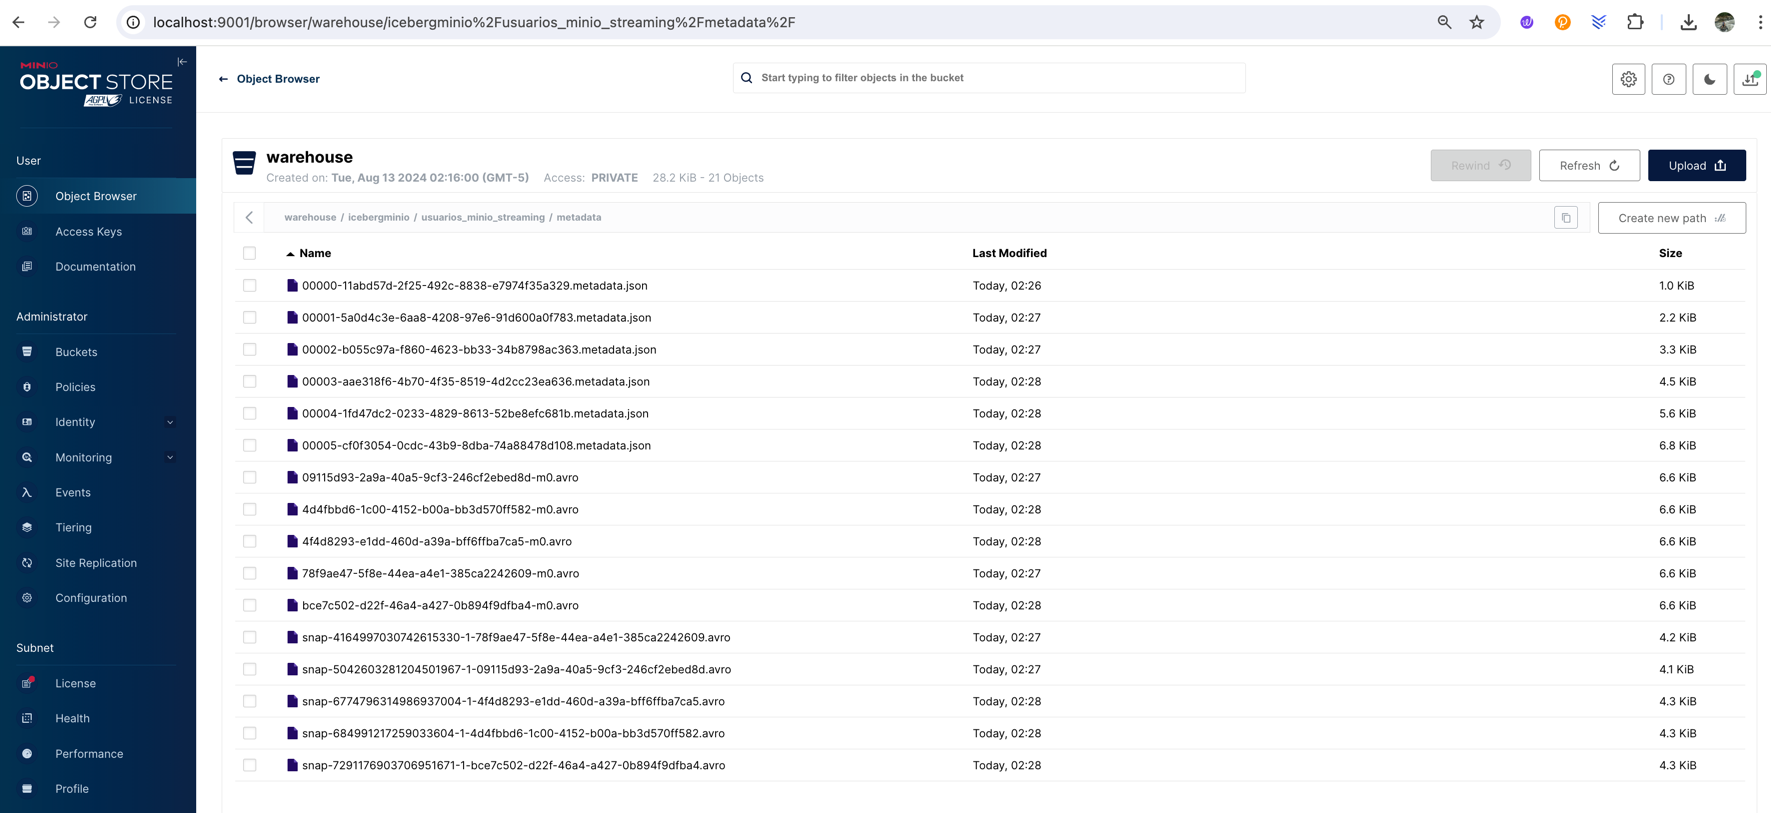 localhost:9001/browser/warehouse/icebergminio%2Fusuarios_minio_streaming%2Fmetadata%2F
MINIO
OBJECT STORE
AGPLV3 LICENSE
User
Object Browser
Access Keys
Documentation
Administrator
Buckets
Policies
Identity
Monitoring
Events
Tiering
Site Replication
Configuration
Subnet
License
Health
Performance
Profile
Object Browser
Start typing to filter objects in the bucket
warehouse
Created on: Tue, Aug 13 2024 02:16:00 (GMT-5) Access: PRIVATE 28.2 KiB - 21 Objects
Rewind
Refresh
Upload
warehouse / icebergminio / usuarios_minio_streaming / metadata
Create new path
Name Last Modified Size
00000-11abd57d-2f25-492c-8838-e7974f35a329.metadata.json Today, 02:26 1.0 KiB
00001-5a0d4c3e-6aa8-4208-97e6-91d600a0f783.metadata.json Today, 02:27 2.2 KiB
00002-b055c97a-f860-4623-bb33-34b8798ac363.metadata.json Today, 02:27 3.3 KiB
00003-aae318f6-4b70-4f35-8519-4d2cc23ea636.metadata.json Today, 02:28 4.5 KiB
00004-1fd47dc2-0233-4829-8613-52be8efc681b.metadata.json Today, 02:28 5.6 KiB
00005-cf0f3054-0cdc-43b9-8dba-74a88478d108.metadata.json Today, 02:28 6.8 KiB
09115d93-2a9a-40a5-9cf3-246cf2ebed8d-m0.avro Today, 02:27 6.6 KiB
4d4fbbd6-1c00-4152-b00a-bb3d570ff582-m0.avro Today, 02:28 6.6 KiB
4f4d8293-e1dd-460d-a39a-bff6ffba7ca5-m0.avro Today, 02:28 6.6 KiB
78f9ae47-5f8e-44ea-a4e1-385ca2242609-m0.avro Today, 02:27 6.6 KiB
bce7c502-d22f-46a4-a427-0b894f9dfba4-m0.avro Today, 02:28 6.6 KiB
snap-4164997030742615330-1-78f9ae47-5f8e-44ea-a4e1-385ca2242609.avro Today, 02:27 4.2 KiB
snap-5042603281204501967-1-09115d93-2a9a-40a5-9cf3-246cf2ebed8d.avro Today, 02:27 4.1 KiB
snap-6774796314986937004-1-4f4d8293-e1dd-460d-a39a-bff6ffba7ca5.avro Today, 02:28 4.3 KiB
snap-684991217259033604-1-4d4fbbd6-1c00-4152-b00a-bb3d570ff582.avro Today, 02:28 4.3 KiB
snap-7291176903706951671-1-bce7c502-d22f-46a4-a427-0b894f9dfba4.avro Today, 02:28 4.3 KiB